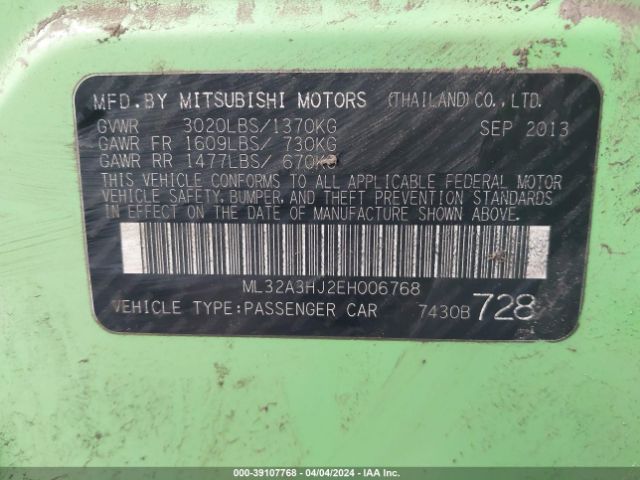 MFD. BY MITSUBISHI MOTORS (THAILAND) CO., LTD.
GVWR 3020LBS/1370KG SEP 2013
GAWR FR 1609LBS/ 730KG
GAWR RR 1477LBS/ 670KG
THIS VEHICLE CONFORMS TO ALL APPLICABLE FEDERAL MOTOR
VEHICLE SAFETY, BUMPER, AND THEFT PREVENTION STANDARDS
IN EFFECT ON THE DATE OF MANUFACTURE SHOWN ABOVE.
ML32A3HJ2EH006768
VEHICLE TYPE:PASSENGER CAR 7430B 728
000-39107768 - 04/04/2024 - IAA Inc.